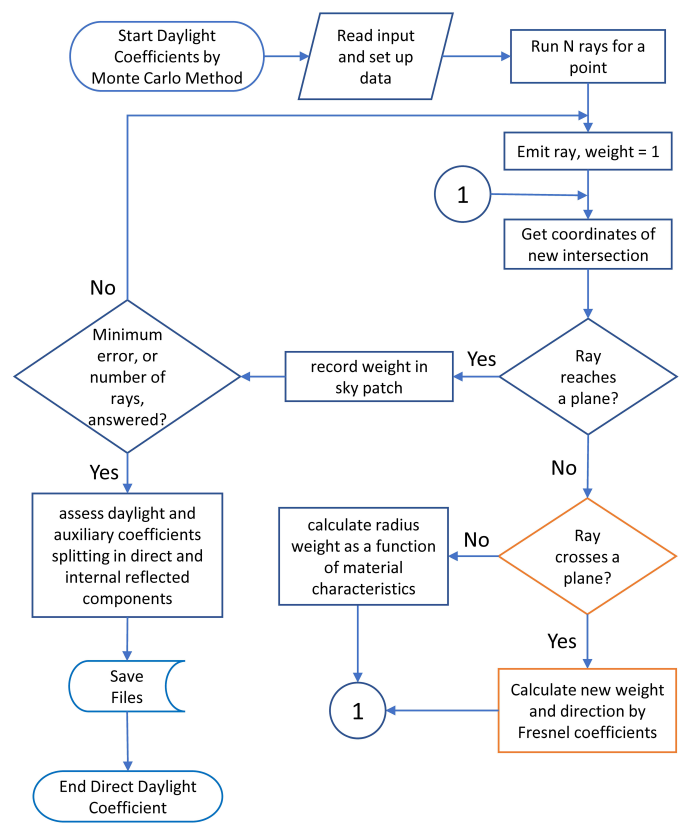 Start Daylight
Coefficients by
Monte Carlo Method
Read input
and set up
data
Run N rays for a
point
Emit ray, weight = 1
1
Get coordinates of
new intersection
No
Minimum
error, or
number of
rays,
answered?
record weight in
sky patch
Yes
Ray
reaches
a plane?
Yes
No
assess daylight and
auxiliary coefficients
splitting in direct and
internal reflected
components
calculate radius
weight as a function
of material
characteristics
No
Ray
crosses a
plane?
Yes
Save
Files
1
Calculate new weight
and direction by
Fresnel coefficients
End Direct Daylight
Coefficient